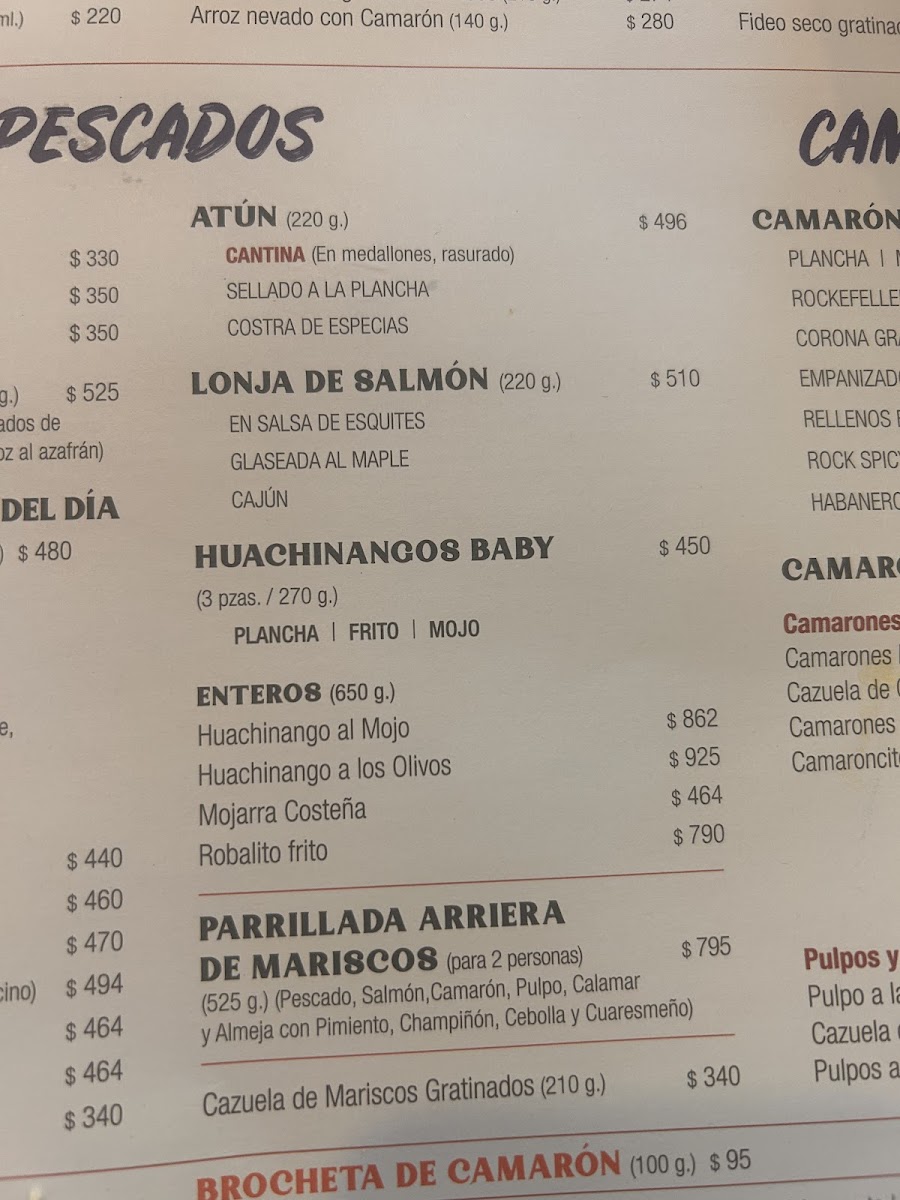 ml.) $ 220
Arroz nevado con Camarón (140 g.) $ 280
Fideo seco
PESCADOS
$ 330
$ 350
$ 350
g.) $ 525
ados de
oz al azafrán)
DEL DÍA
) $ 480
e,
$ 440
$ 460
$ 470
cino) $ 494
$ 464
$ 464
$ 340
ATÚN (220 g.) $ 496
CANTINA (En medallones, rasurado)
SELLADO A LA PLANCHA
COSTRA DE ESPECIAS
LONJA DE SALMÓN (220 g.) $ 510
EN SALSA DE ESQUITES
GLASEADA AL MAPLE
CAJÚN
HUACHINANGOS BABY $ 450
(3 pzas. / 270 g.)
PLANCHA | FRITO | MOJO
ENTEROS (650 g.)
Huachinango al Mojo $ 862
Huachinango a los Olivos $ 925
Mojarra Costeña $ 464
Robalito frito $ 790
PARRILLADA ARRIERA
DE MARISCOS (para 2 personas) $ 795
(525 g.) (Pescado, Salmón,Camarón, Pulpo, Calamar
y Almeja con Pimiento, Champiñón, Cebolla y Cuaresmeño)
Cazuela de Mariscos Gratinados (210 g.) $ 340
BROCHETA DE CAMARÓN (100 g.) $ 95
CAM
CAMARÓN
PLANCHA |
ROCKEFELLE
CORONA GRA
EMPANIZAD
RELLENOS
ROCK SPIC
HABANERO
CAMARO
Camarones
Camarones
Cazuela de
Camarones
Camaroncit
Pulpos y
Pulpo a la
Cazuela
Pulpos a